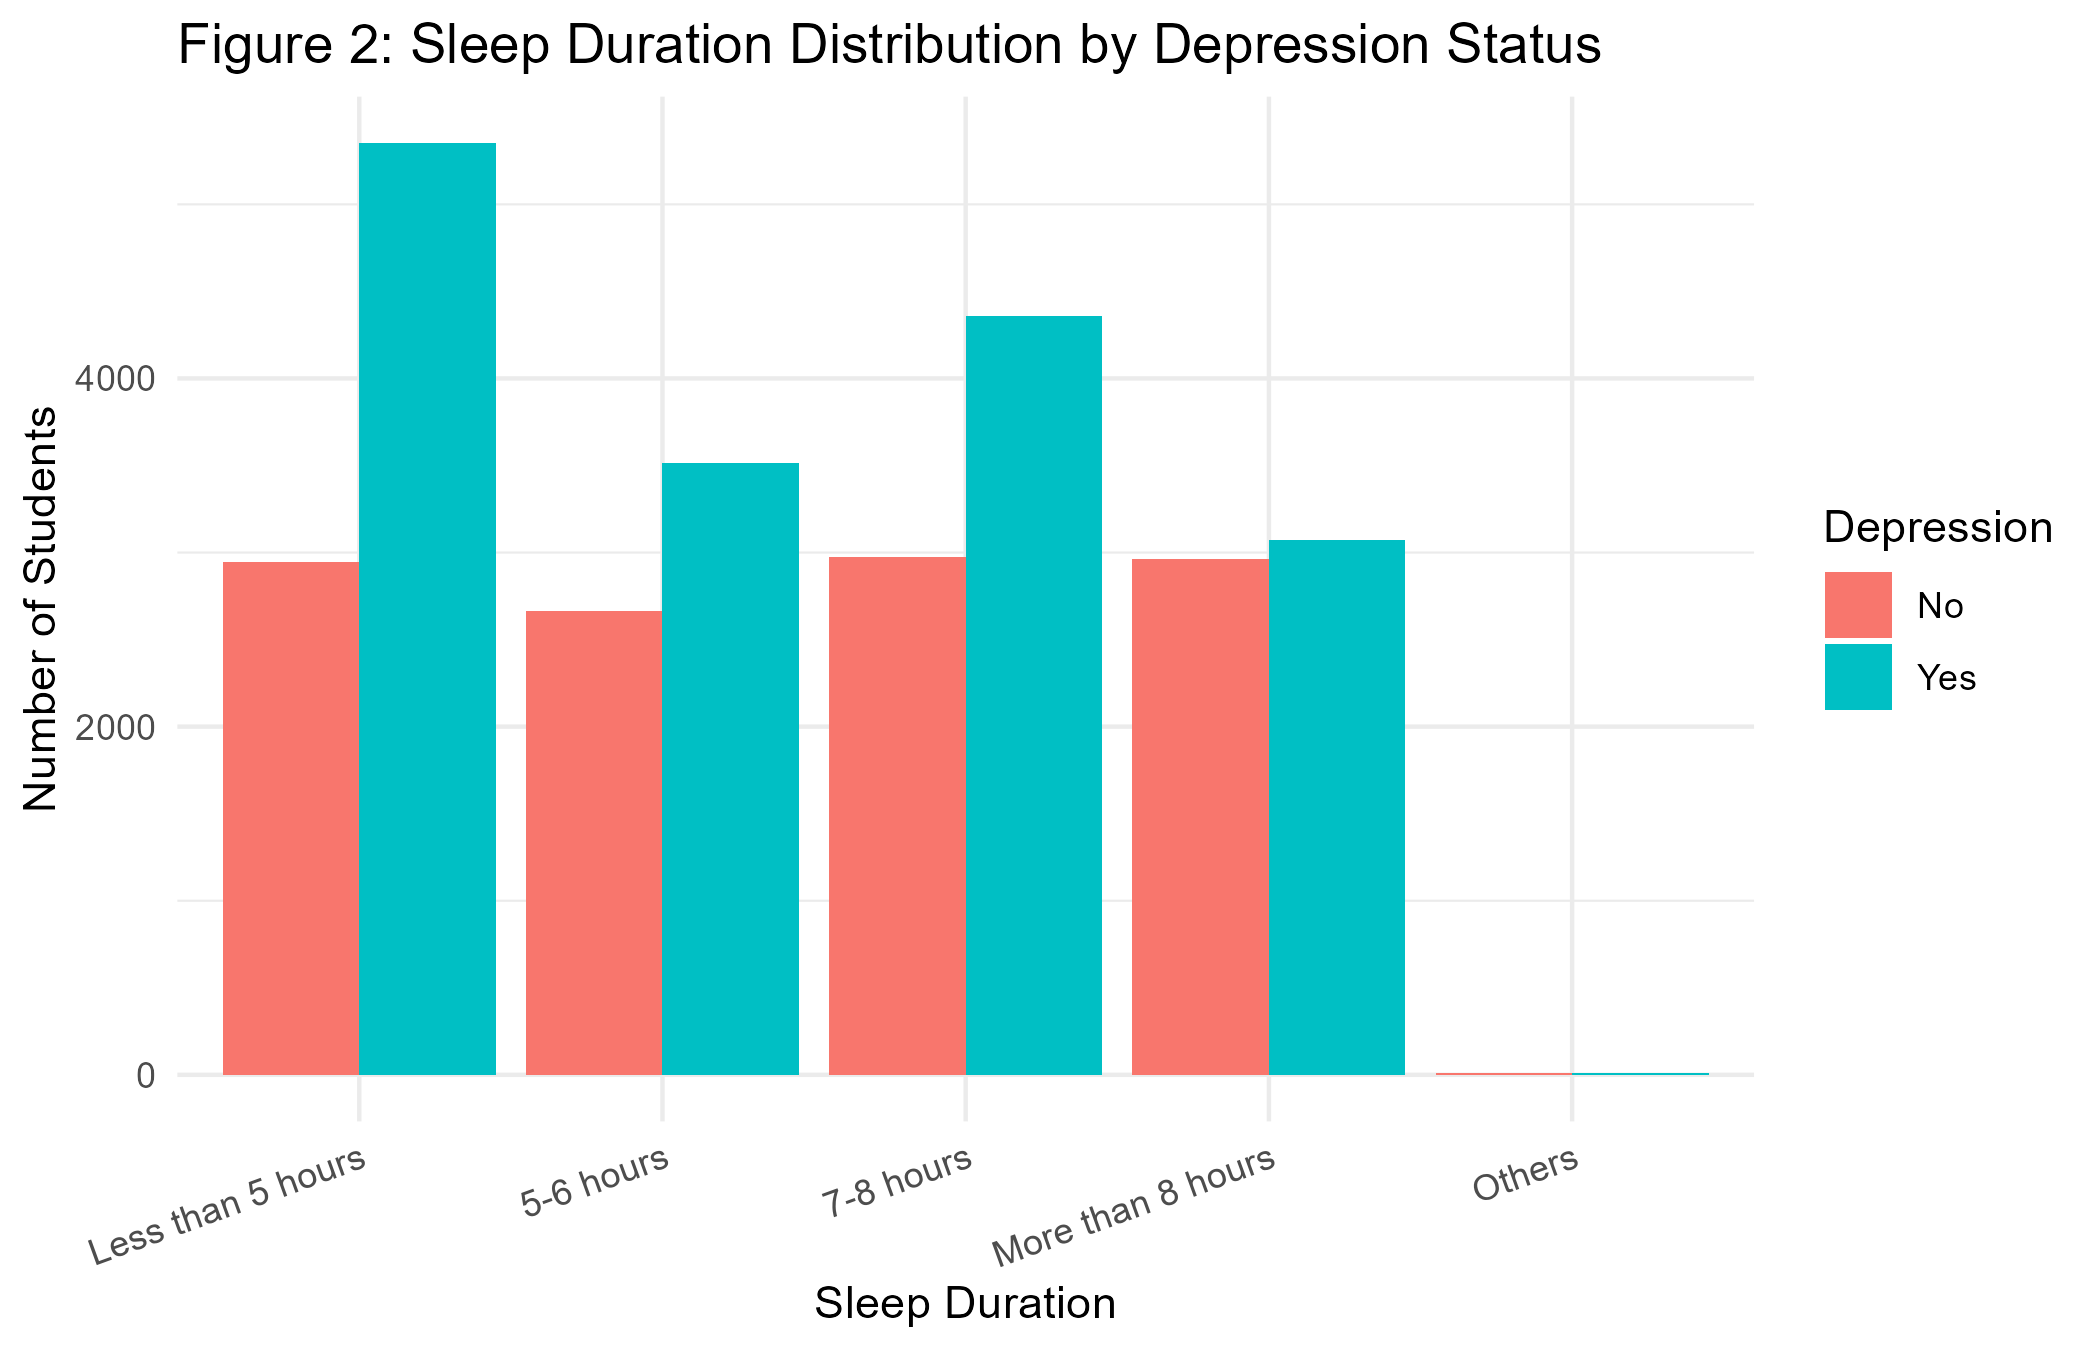 Figure 2: Sleep Duration Distribution by Depression Status
Number of Students
4000
2000
0
Less than 5 hours
5-6 hours
7-8 hours
More than 8 hours
Others
Sleep Duration
Depression
No
Yes